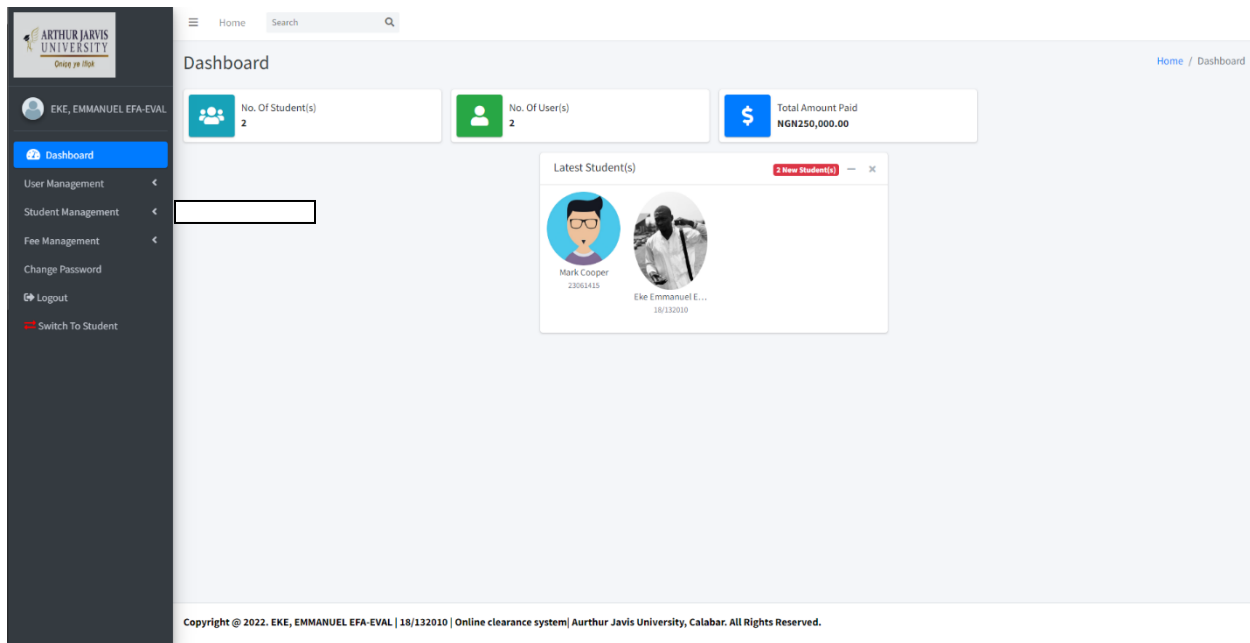 ARTHUR JARVIS
UNIVERSITY
EKE, EMMANUEL EFA-EVAL
Dashboard
User Management
Student Management
Fee Management
Change Password
Logout
Switch To Student
Home
Search
Dashboard
Home / Dashboard
No. Of Student(s)
2
No. Of User(s)
2
Total Amount Paid
NGN250,000.00
Latest Student(s)
2 New Student(s)
Mark Cooper
23061415
Eke Emmanuel E...
18/132010
Copyright @ 2022. EKE, EMMANUEL EFA-EVAL | 18/132010 | Online clearance system| Aurthur Javis University, Calabar. All Rights Reserved.